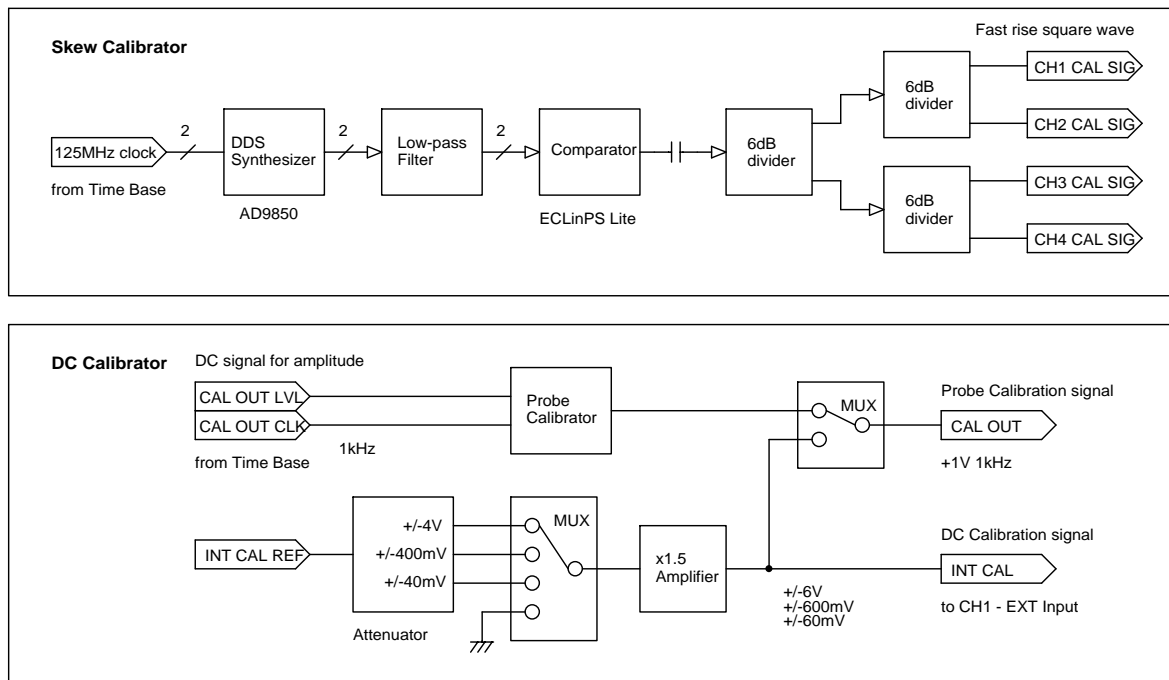 Skew Calibrator
Fast rise square wave
125MHz clock
from Time Base
2
DDS
Synthesizer
AD9850
2
Low-pass
Filter
2
Comparator
ECLinPS Lite
6dB
divider
6dB
divider
6dB
divider
CH1 CAL SIG
CH2 CAL SIG
CH3 CAL SIG
CH4 CAL SIG
DC Calibrator
DC signal for amplitude
CAL OUT LVL
CAL OUT CLK
from Time Base
1kHz
Probe
Calibrator
MUX
Probe Calibration signal
CAL OUT
+1V 1kHz
INT CAL REF
+/-4V
+/-400mV
+/-40mV
Attenuator
MUX
x1.5
Amplifier
+/-6V
+/-600mV
+/-60mV
DC Calibration signal
INT CAL
to CH1 - EXT Input